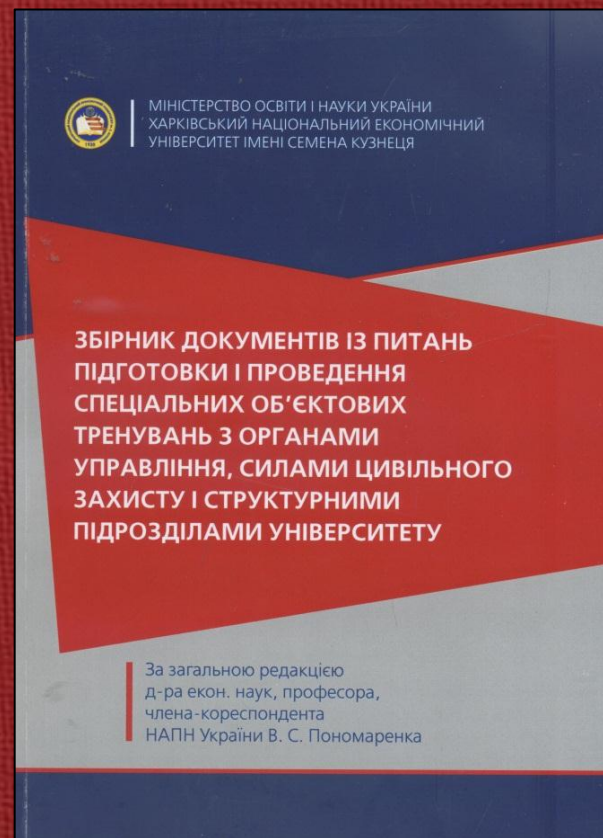 МІНІСТЕРСТВО ОСВІТИ І НАУКИ УКРАЇНИ
ХАРКІВСЬКИЙ НАЦІОНАЛЬНИЙ ЕКОНОМІЧНИЙ
УНІВЕРСИТЕТ ІМЕНІ СЕМЕНА КУЗНЕЦЯ
ЗБІРНИК ДОКУМЕНТІВ ІЗ ПИТАНЬ
ПІДГОТОВКИ І ПРОВЕДЕННЯ
СПЕЦІАЛЬНИХ ОБ’ЄКТОВИХ
ТРЕНУВАНЬ З ОРГАНАМИ
УПРАВЛІННЯ, СИЛАМИ ЦИВІЛЬНОГО
ЗАХИСТУ І СТРУКТУРНИМИ
ПІДРОЗДІЛАМИ УНІВЕРСИТЕТУ
За загальною редакцією
д-ра екон. наук, професора,
члена-кореспондента
НАПН України В. С. Пономаренка